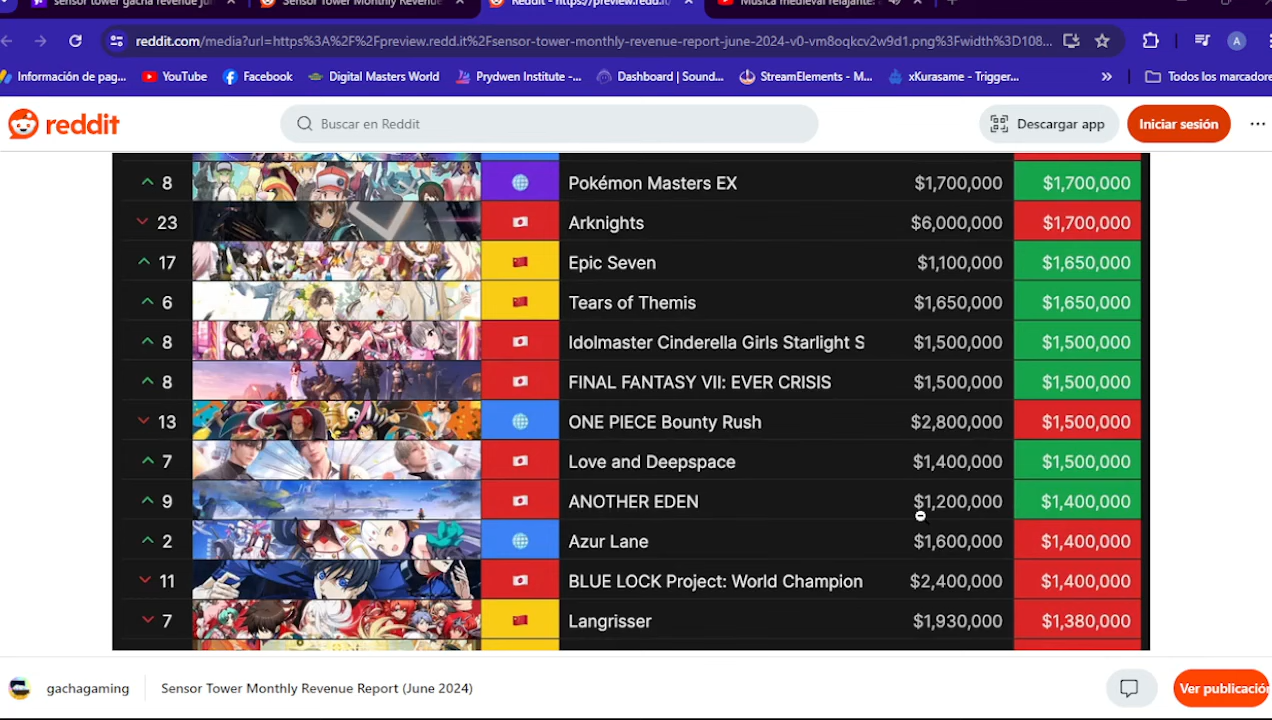 sensor tower gacha revenue ju
Sensor Tower Monthly Revenue
Reddit - https://preview.redd.it
Música medieval relajante:
reddit.com/media?url=https%3A%2F%2Fpreview.redd.it%2Fsensor-tower-monthly-revenue-report-june-2024-v0-vm8oqkcv2w9d1.png%3Fwidth%3D108...
A
Información de pag...
YouTube
Facebook
Digital Masters World
Prydwen Institute -...
Dashboard | Sound...
StreamElements - M...
xKurasame - Trigger...
»
Todos los marcadore
reddit
Buscar en Reddit
Descargar app
Iniciar sesión
8 Pokémon Masters EX $1,700,000 $1,700,000
23 Arknights $6,000,000 $1,700,000
17 Epic Seven $1,100,000 $1,650,000
6 Tears of Themis $1,650,000 $1,650,000
8 Idolmaster Cinderella Girls Starlight S $1,500,000 $1,500,000
8 FINAL FANTASY VII: EVER CRISIS $1,500,000 $1,500,000
13 ONE PIECE Bounty Rush $2,800,000 $1,500,000
7 Love and Deepspace $1,400,000 $1,500,000
9 ANOTHER EDEN $1,200,000 $1,400,000
2 Azur Lane $1,600,000 $1,400,000
11 BLUE LOCK Project: World Champion $2,400,000 $1,400,000
7 Langrisser $1,930,000 $1,380,000
gachagaming
Sensor Tower Monthly Revenue Report (June 2024)
Ver publicació